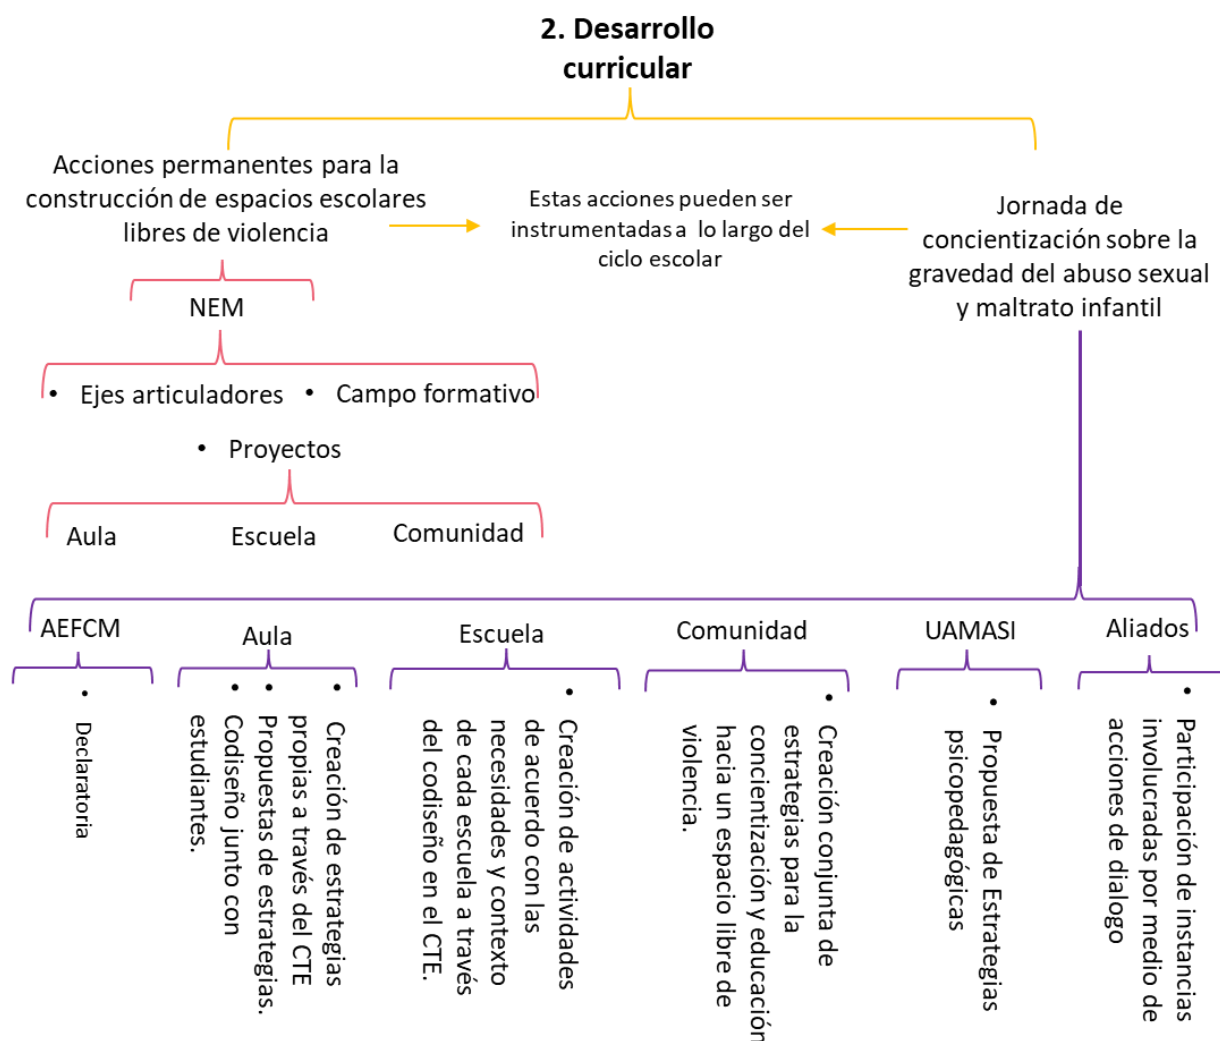 2. Desarrollo
curricular
Acciones permanentes para la
construcción de espacios escolares
libres de violencia
Estas acciones pueden ser
instrumentadas a lo largo del
ciclo escolar
Jornada de
concientización sobre la
gravedad del abuso sexual
y maltrato infantil
NEM
• Ejes articuladores
• Campo formativo
• Proyectos
Aula
Escuela
Comunidad
AEFCM
• Declaratoria
Aula
• Creación de estrategias
propias a través del CTE
• Propuestas de estrategias.
• Codiseño junto con
estudiantes.
Escuela
• Creación de actividades
de acuerdo con las
necesidades y contexto
de cada escuela a través
del codiseño en el CTE.
Comunidad
• Creación conjunta de
estrategias para la
concientización y educación
hacia un espacio libre de
violencia.
UAMASI
• Propuesta de Estrategias
psicopedagógicas
Aliados
• Participación de instancias
involucradas por medio de
acciones de dialogo